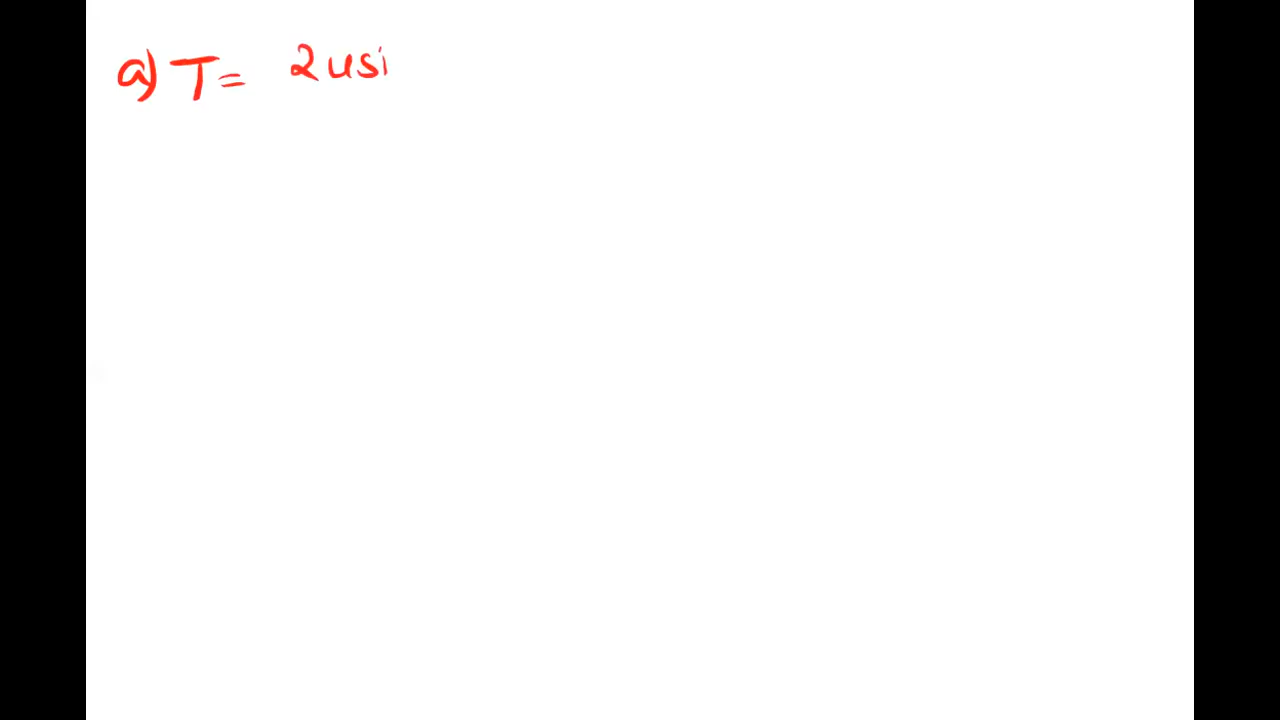 a) T = 2usi